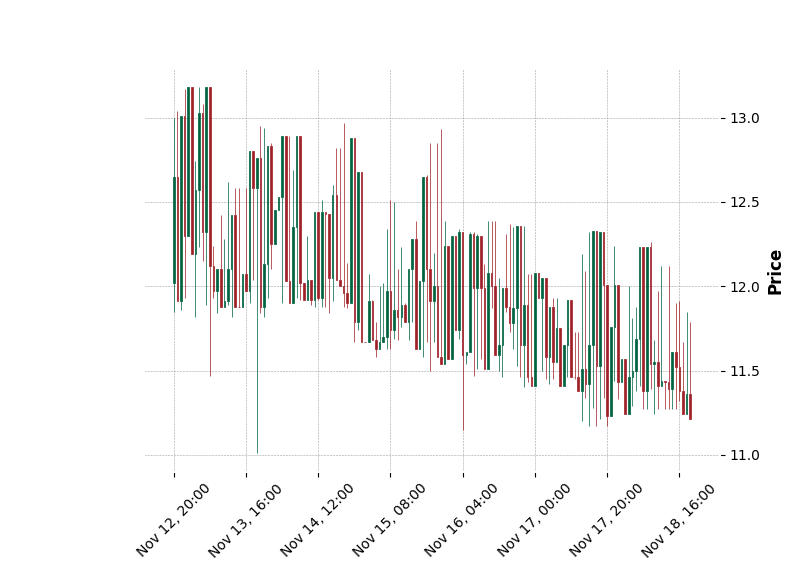 13.0
12.5
12.0
11.5
11.0
Price
Nov 12, 20:00
Nov 13, 16:00
Nov 14, 12:00
Nov 15, 08:00
Nov 16, 04:00
Nov 17, 00:00
Nov 17, 20:00
Nov 18, 16:00